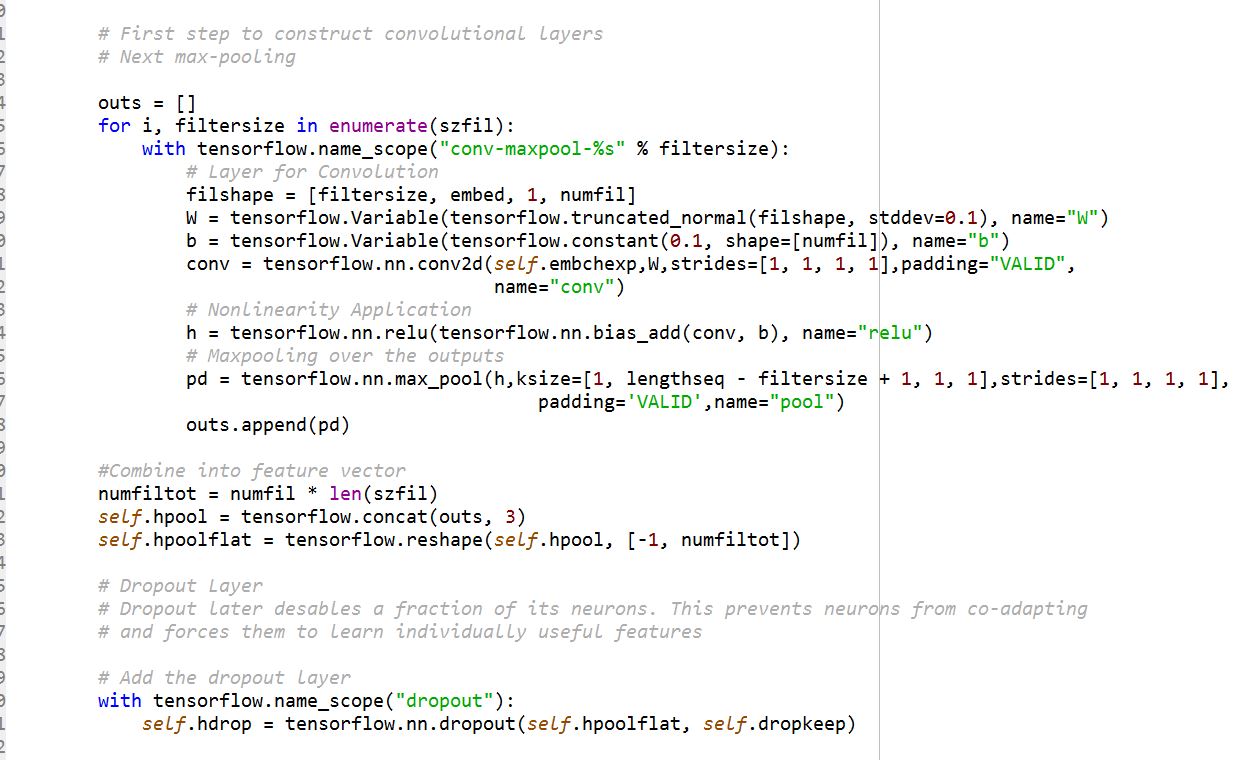 # First step to construct convolutional layers
# Next max-pooling
outs = []
for i, filtersize in enumerate(szfil):
with tensorflow.name_scope("conv-maxpool-%s" % filtersize):
# Layer for Convolution
filshape = [filtersize, embed, 1, numfil]
W = tensorflow.Variable(tensorflow.truncated_normal(filshape, stddev=0.1), name="W")
b = tensorflow.Variable(tensorflow.constant(0.1, shape=[numfil]), name="b")
conv = tensorflow.nn.conv2d(self.embchexp,W,strides=[1, 1, 1, 1],padding="VALID",
name="conv")
# Nonlinearity Application
h = tensorflow.nn.relu(tensorflow.nn.bias_add(conv, b), name="relu")
# Maxpooling over the outputs
pd = tensorflow.nn.max_pool(h,ksize=[1, lengthseq - filtersize + 1, 1, 1],strides=[1, 1, 1, 1],
padding='VALID',name="pool")
outs.append(pd)
#Combine into feature vector
numfiltot = numfil * len(szfil)
self.hpool = tensorflow.concat(outs, 3)
self.hpoolflat = tensorflow.reshape(self.hpool, [-1, numfiltot])
# Dropout Layer
# Dropout later desables a fraction of its neurons. This prevents neurons from co-adapting
# and forces them to learn individually useful features
# Add the dropout layer
with tensorflow.name_scope("dropout"):
self.hdrop = tensorflow.nn.dropout(self.hpoolflat, self.dropkeep)